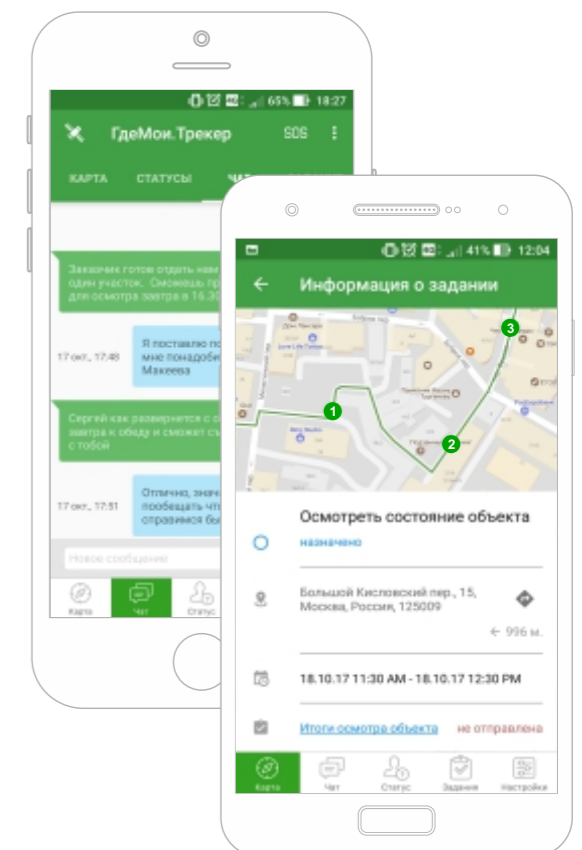 65% 18:27
ГдеМои.Трекер SOS
КАРТА СТАТУСЫ ЧАТ
Заказчик готов отдать нам
один участок. Сможешь
для осмотра завтра в 16.30
Я поставлю
17 окт., 17:48 мне
Макеева
Сергей как развернется с
завтра к обеду и сможет
с тобой
Отлично,
17 окт., 17:51 пообещать
справимся
Новое сообщение
Карта Чат Статус
41% 12:04
Информация о задании
3
1
2
Осмотреть состояние объекта
назначено
Большой Кисловский пер., 15,
Москва, Россия, 125009
← 996 м.
18.10.17 11:30 AM - 18.10.17 12:30 PM
Итоги осмотра объекта не отправлена
Карта Чат Статус Задания Настройки